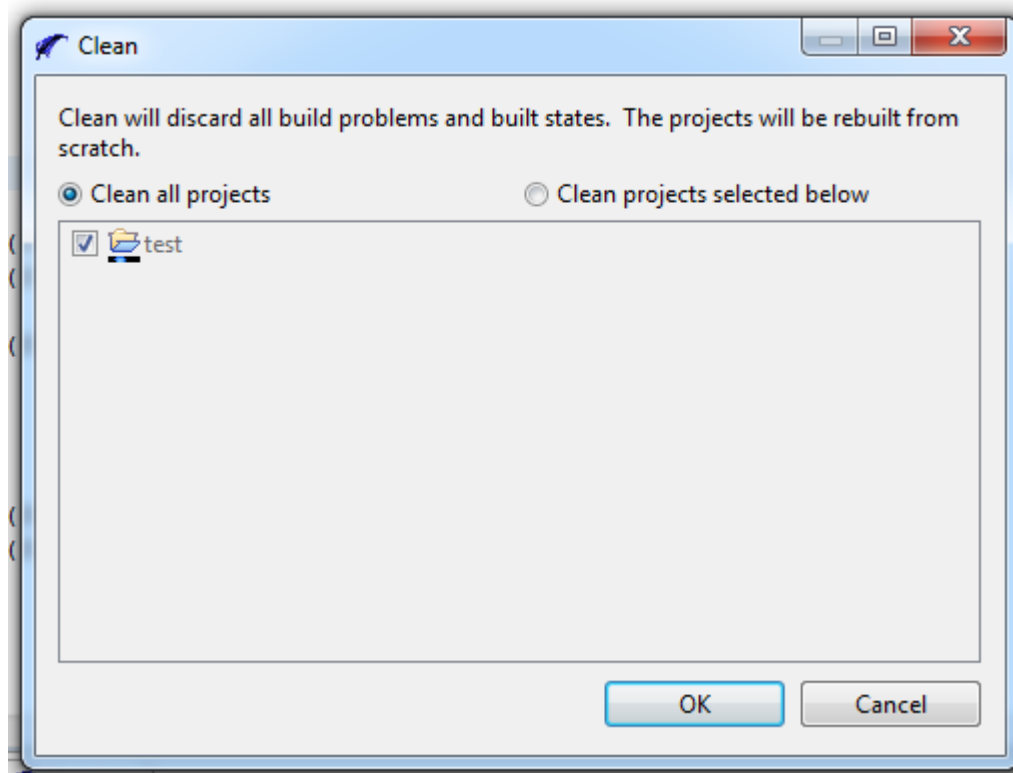 Clean
Clean will discard all build problems and built states.  The projects will be rebuilt from
scratch.
Clean all projects
Clean projects selected below
test
OK
Cancel
(
(
(
(
(